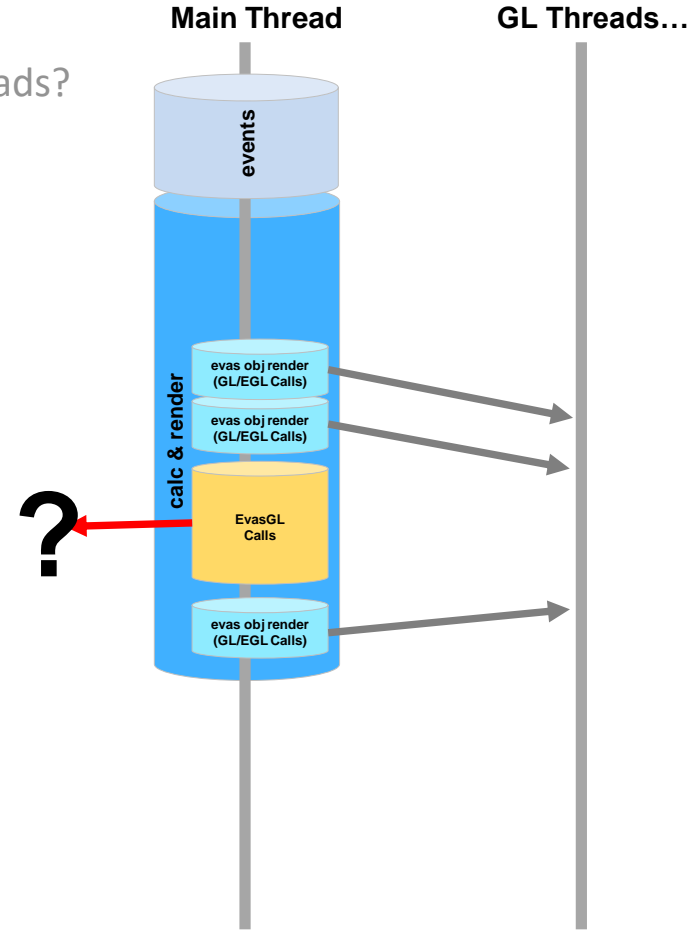 Main Thread
GL Threads…
ads?
events
calc & render
evas obj render
(GL/EGL Calls)
evas obj render
(GL/EGL Calls)
EvasGL
Calls
?
evas obj render
(GL/EGL Calls)